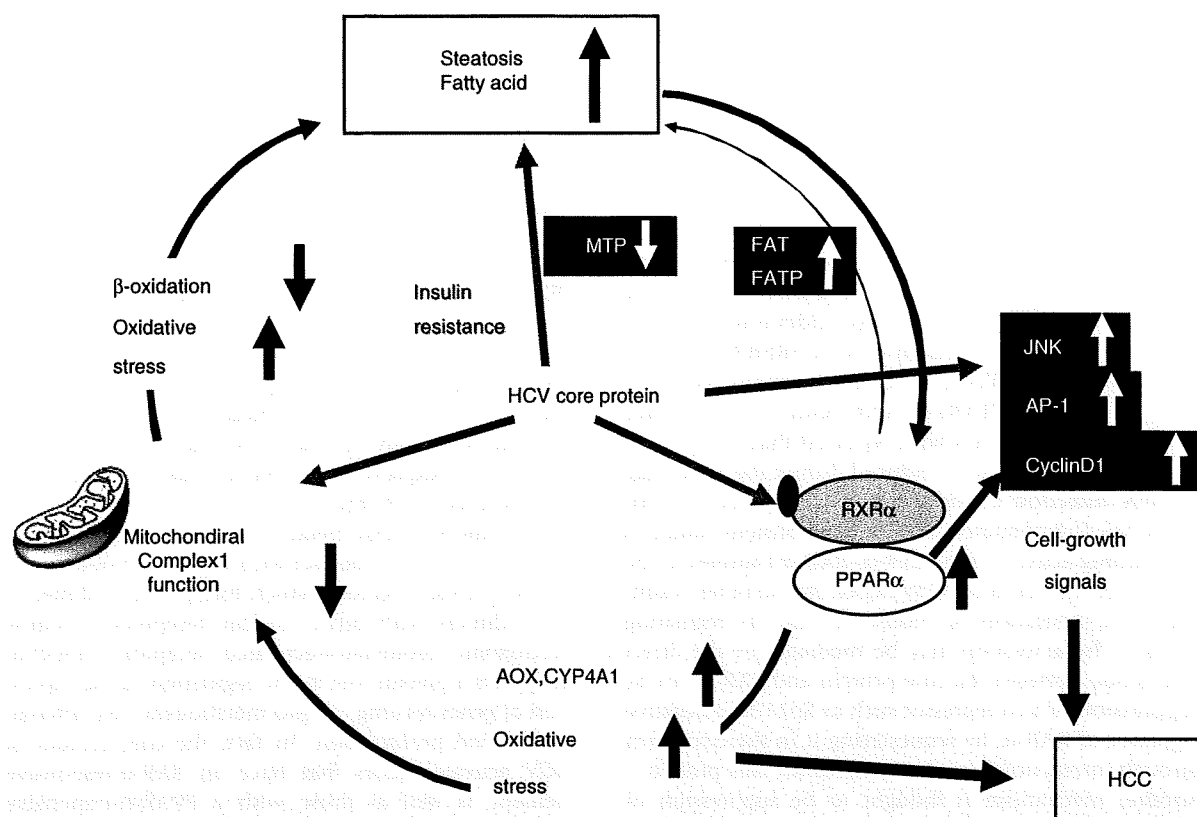 Steatosis
Fatty acid
MTP
FAT
FATP
β-oxidation
Oxidative
stress
Insulin
resistance
HCV core protein
JNK
AP-1
CyclinD1
RXRα
PPARα
Mitochondiral
Complex1
function
Cell-growth
signals
AOX,CYP4A1
Oxidative
stress
HCC